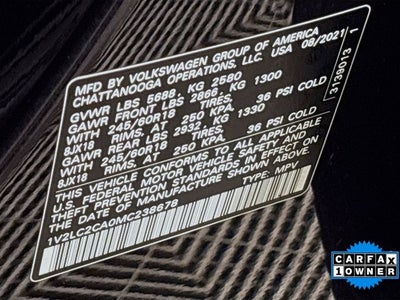 MFD BY VOLKSWAGEN GROUP OF AMERICA
CHATTANOOGA OPERATIONS, LLC. USA 08/2021
GVWR LBS 5688, KG 2580
GAWR FRONT LBS 2866, KG 1300
WITH 245/60R18 TIRES,
8JX18 RIMS, AT 250 KPA, 36 PSI COLD
GAWR REAR LBS 2932, KG 1330
WITH 245/60R18 TIRES,
8JX18 RIMS, AT 250 KPA, 36 PSI COLD
THIS VEHICLE CONFORMS TO ALL APPLICABLE
U.S. FEDERAL MOTOR VEHICLE SAFETY AND
THEFT PREVENTION STANDARDS IN EFFECT ON
THE DATE OF MANUFACTURE SHOWN ABOVE.
1V2LC2CA0MC238678 TYPE: MPV
3139013 1
CARFAX
1 OWNER